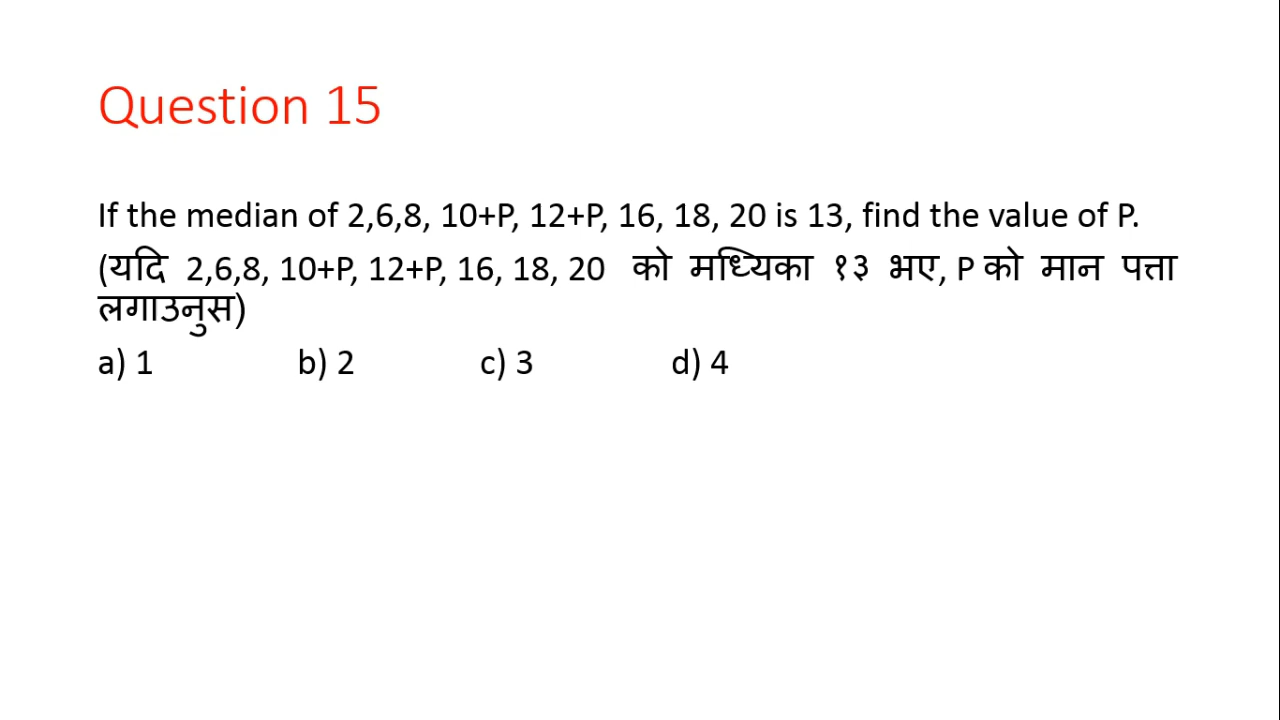 Question 15
If the median of 2,6,8, 10+P, 12+P, 16, 18, 20 is 13, find the value of P.
(यदि 2,6,8, 10+P, 12+P, 16, 18, 20 को मध्यिका १३ भए, P को मान पत्ता
लगाउनुस)
a) 1 b) 2 c) 3 d) 4